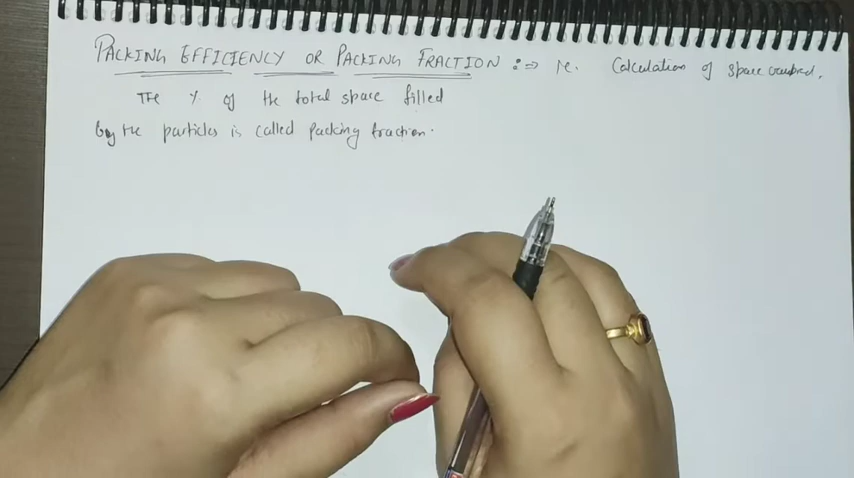 PACKING EFFICIENCY OR PACKING FRACTION :⇒ ie. Calculation of space occupied.
The % of the total space filled
by the particles is called packing fraction.